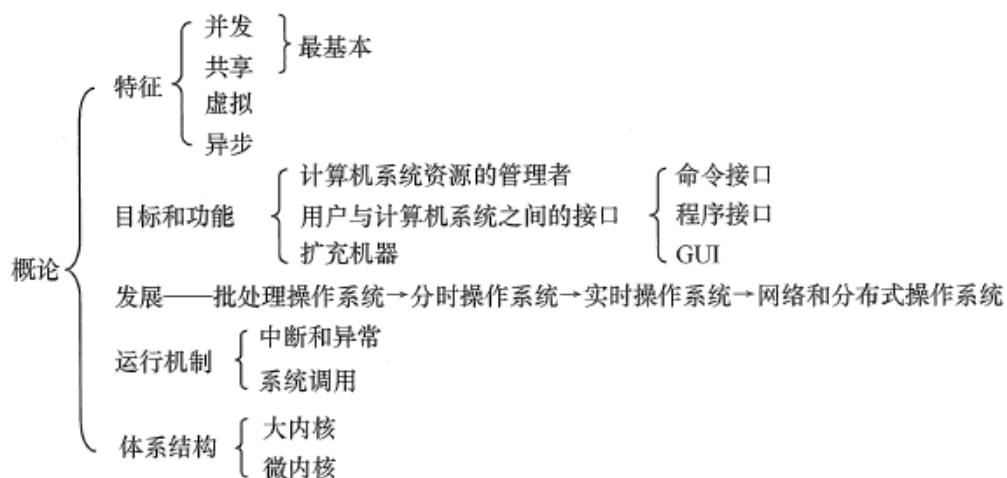 概论
特征
并发
共享
最基本
虚拟
异步
目标和功能
计算机系统资源的管理者
用户与计算机系统之间的接口
扩充机器
命令接口
程序接口
GUI
发展——批处理操作系统→分时操作系统→实时操作系统→网络和分布式操作系统
运行机制
中断和异常
系统调用
体系结构
大内核
微内核